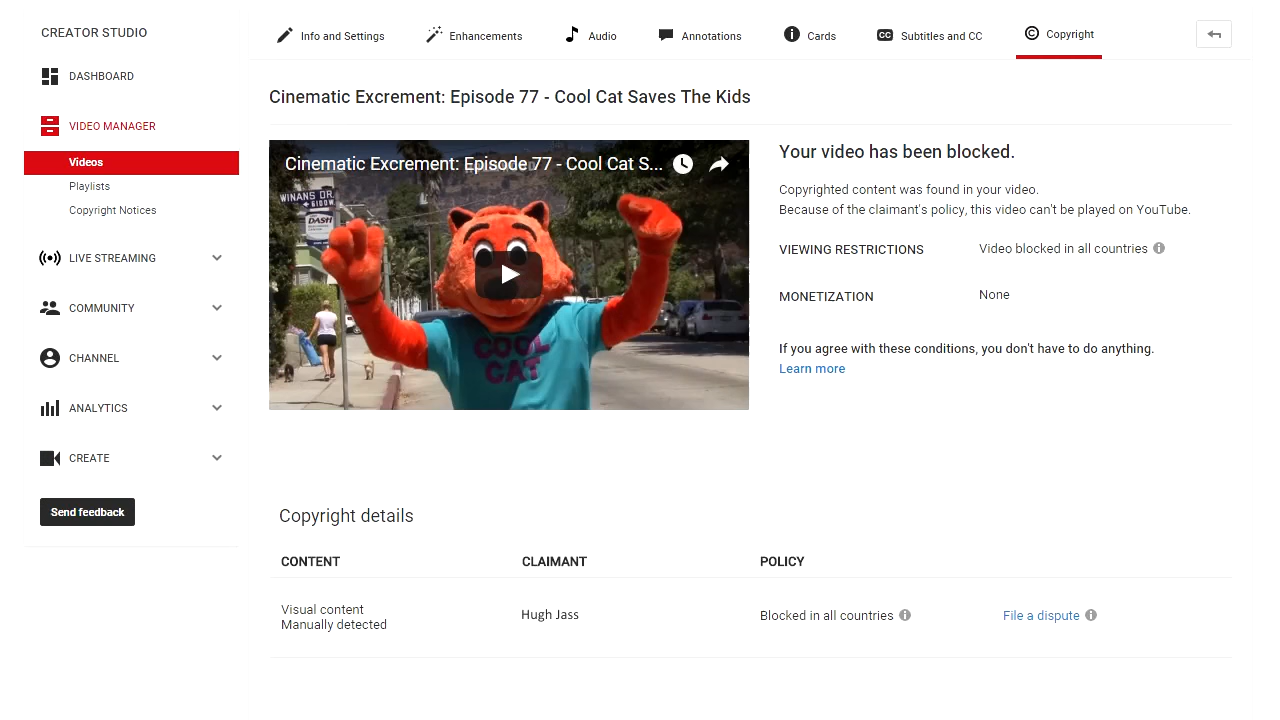 CREATOR STUDIO
DASHBOARD
VIDEO MANAGER
Videos
Playlists
Copyright Notices
LIVE STREAMING
COMMUNITY
CHANNEL
ANALYTICS
CREATE
Send feedback
Info and Settings
Enhancements
Audio
Annotations
Cards
CC Subtitles and CC
Copyright
Cinematic Excrement: Episode 77 - Cool Cat Saves The Kids
Cinematic Excrement: Episode 77 - Cool Cat S...
WINANS DR.
DASH
COOL
CAT
Your video has been blocked.
Copyrighted content was found in your video.
Because of the claimant's policy, this video can't be played on YouTube.
VIEWING RESTRICTIONS Video blocked in all countries
MONETIZATION None
If you agree with these conditions, you don't have to do anything.
Learn more
Copyright details
CONTENT CLAIMANT POLICY
Visual content
Manually detected
Hugh Jass
Blocked in all countries
File a dispute